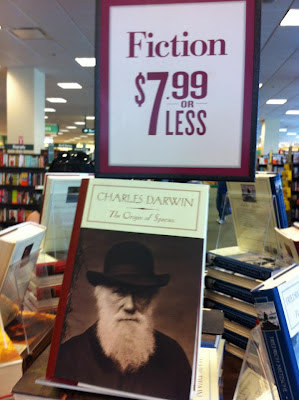 Fiction
$7.99
OR
LESS
CHARLES DARWIN
The Origin of Species